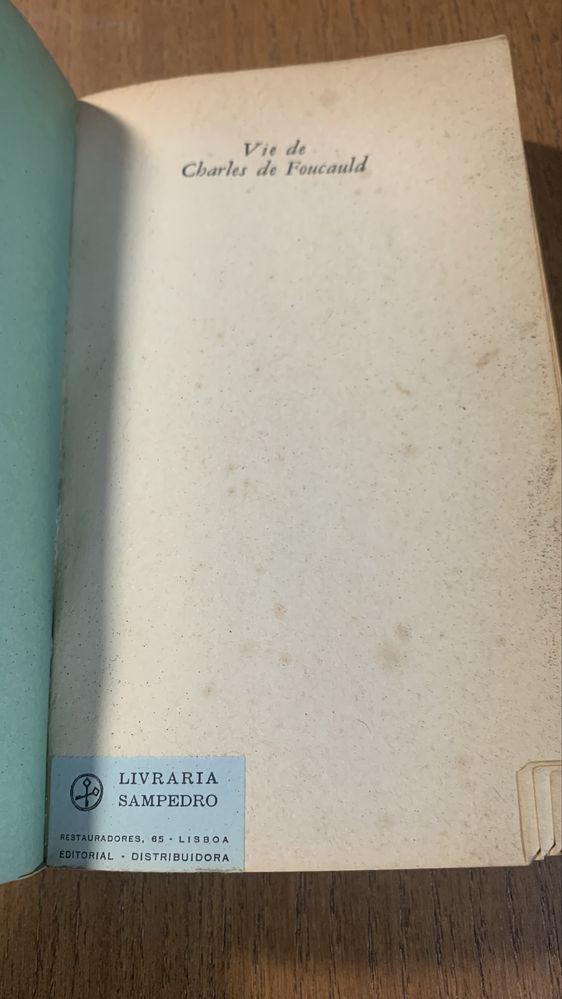 Vie de
Charles de Foucauld
LIVRARIA
SAMPEDRO
RESTAURADORES, 65 - LISBOA
EDITORIAL - DISTRIBUIDORA